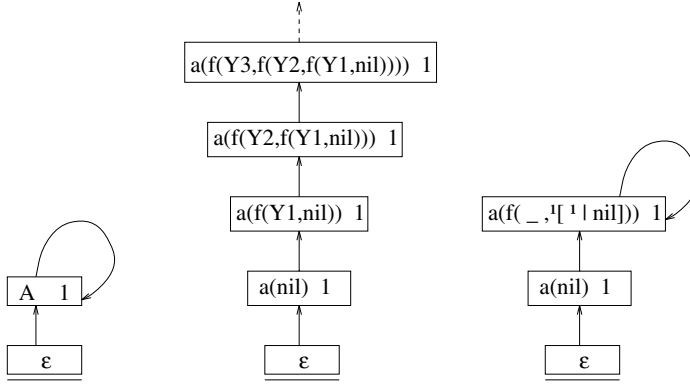 a(f(Y3,f(Y2,f(Y1,nil)))) 1
a(f(Y2,f(Y1,nil))) 1
a(f(Y1,nil)) 1
a(f( _ ,¹[ ¹ | nil])) 1
A 1
a(nil) 1
a(nil) 1
ε
ε
ε